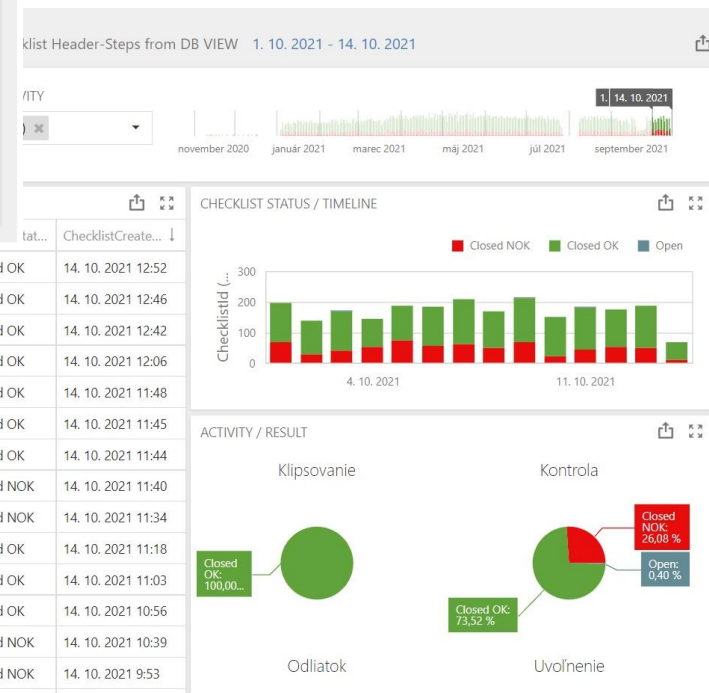 klist Header-Steps from DB VIEW 1. 10. 2021 - 14. 10. 2021
/ITY
1. 14. 10. 2021
november 2020 január 2021 marec 2021 máj 2021 júl 2021 september 2021
CHECKLIST STATUS / TIMELINE
tat... ChecklistCreate... ↓
Closed NOK Closed OK Open
d OK 14. 10. 2021 12:52
d OK 14. 10. 2021 12:46
d OK 14. 10. 2021 12:42
d OK 14. 10. 2021 12:06
d OK 14. 10. 2021 11:48
d OK 14. 10. 2021 11:45
d OK 14. 10. 2021 11:44
d NOK 14. 10. 2021 11:40
d NOK 14. 10. 2021 11:34
d OK 14. 10. 2021 11:18
d OK 14. 10. 2021 11:03
d OK 14. 10. 2021 10:56
d NOK 14. 10. 2021 10:39
d NOK 14. 10. 2021 9:53
ChecklistId (...
300
200
100
0
4. 10. 2021 11. 10. 2021
ACTIVITY / RESULT
Klipsovanie Kontrola
Closed
OK:
100,00...
Closed
NOK:
26,08 %
Open:
0,40 %
Closed OK:
73,52 %
Odliatok Uvoľnenie